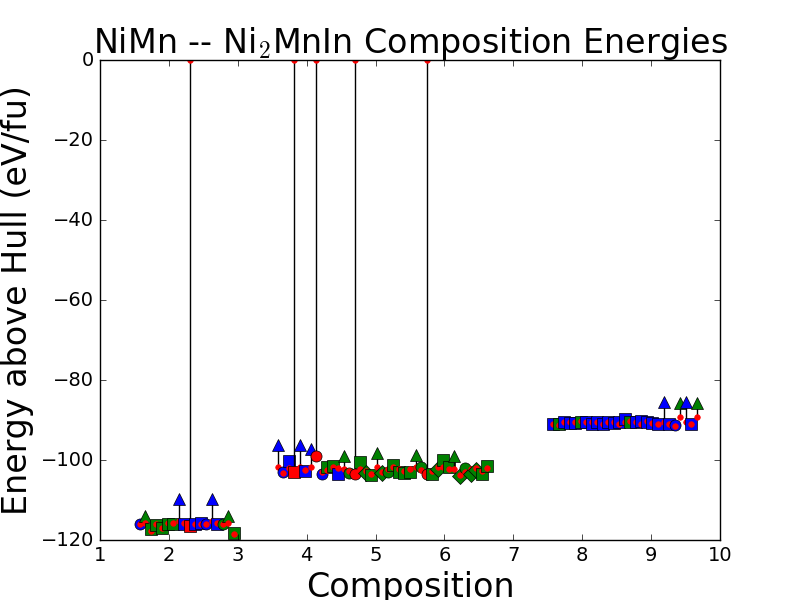 NiMn -- Ni₂MnIn Composition Energies
Energy above Hull (eV/fu)
0
−20
−40
−60
−80
−100
−120
1 2 3 4 5 6 7 8 9 10
Composition